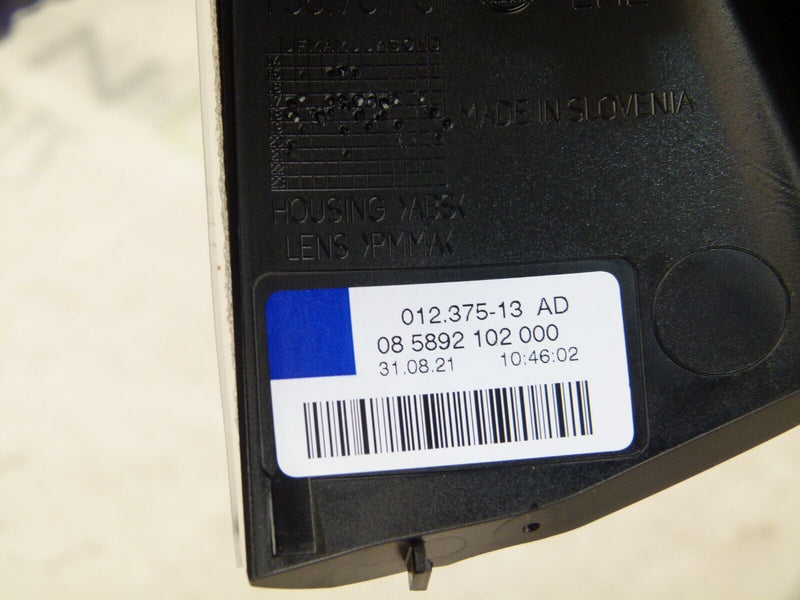 JFMAMJJASOND
MADE IN SLOVENIA
HOUSING >ABS<
LENS >PMMA<
012.375-13 AD
08 5892 102 000
31.08.21 10:46:02